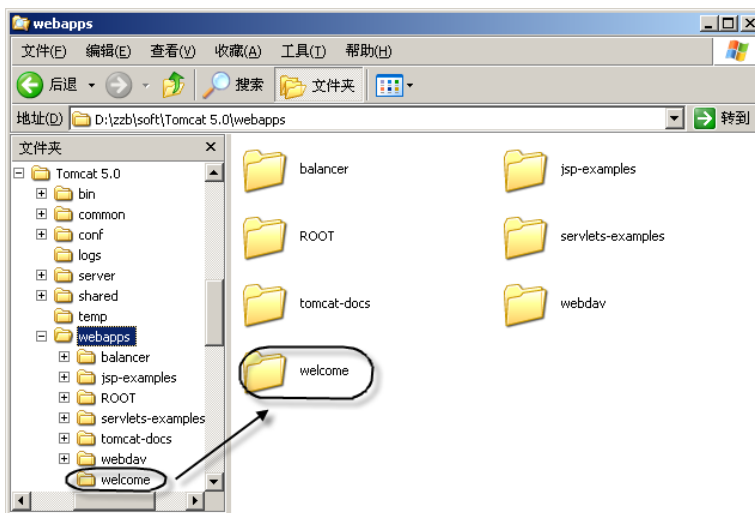 webapps
文件(F) 编辑(E) 查看(V) 收藏(A) 工具(T) 帮助(H)
后退 搜索 文件夹
地址(D) D:\zzb\soft\Tomcat 5.0\webapps 转到
文件夹
Tomcat 5.0
bin
common
conf
logs
server
shared
temp
webapps
balancer
jsp-examples
ROOT
servlets-examples
tomcat-docs
webdav
welcome
balancer
jsp-examples
ROOT
servlets-examples
tomcat-docs
webdav
welcome